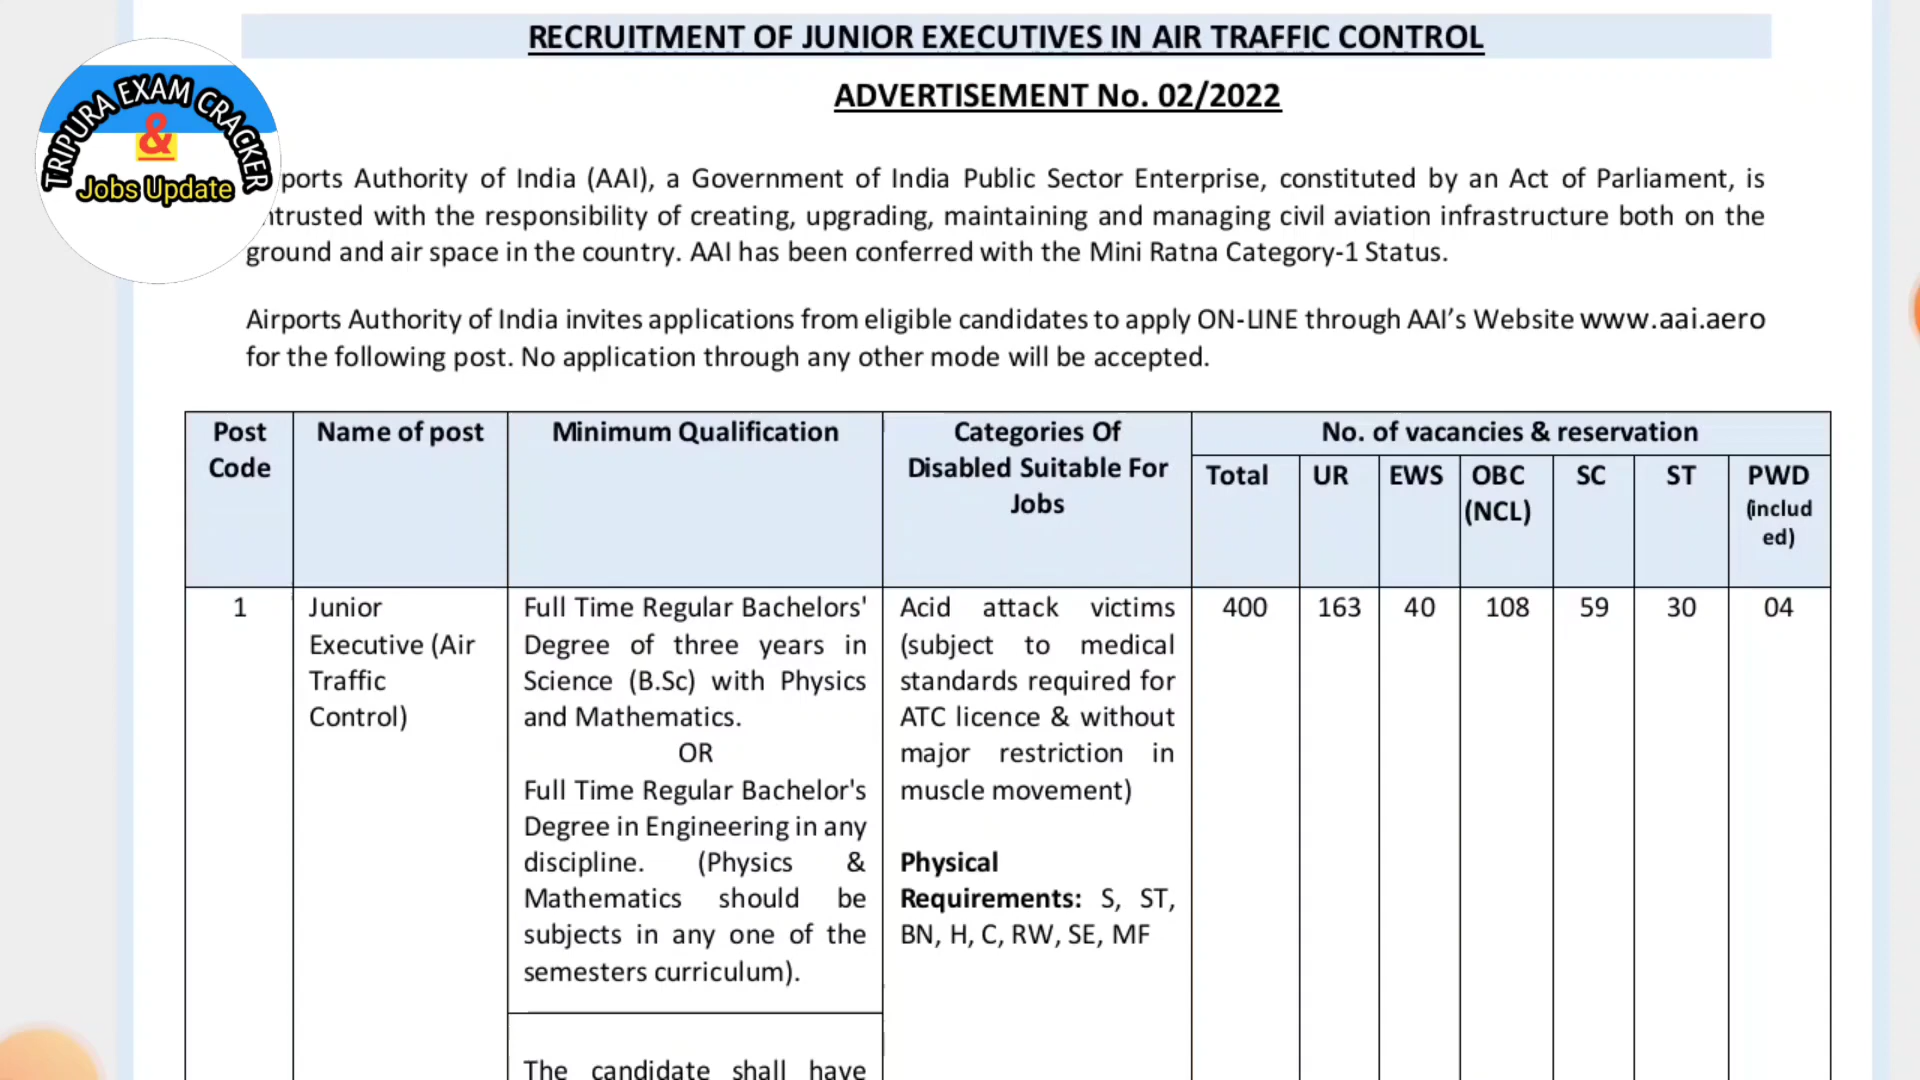 RECRUITMENT OF JUNIOR EXECUTIVES IN AIR TRAFFIC CONTROL
ADVERTISEMENT No. 02/2022
TRIPURA EXAM CRACKER
&
Jobs Update
ports Authority of India (AAI), a Government of India Public Sector Enterprise, constituted by an Act of Parliament, is
ntrusted with the responsibility of creating, upgrading, maintaining and managing civil aviation infrastructure both on the
ground and air space in the country. AAI has been conferred with the Mini Ratna Category-1 Status.
Airports Authority of India invites applications from eligible candidates to apply ON-LINE through AAI's Website www.aai.aero
for the following post. No application through any other mode will be accepted.
Post
Code
Name of post
Minimum Qualification
Categories Of
Disabled Suitable For
Jobs
No. of vacancies & reservation
Total
UR
EWS
OBC
(NCL)
SC
ST
PWD
(includ
ed)
1
Junior
Executive (Air
Traffic
Control)
Full Time Regular Bachelors'
Degree of three years in
Science (B.Sc) with Physics
and Mathematics.
OR
Full Time Regular Bachelor's
Degree in Engineering in any
discipline. (Physics &
Mathematics should be
subjects in any one of the
semesters curriculum).
The candidate shall have
Acid attack victims
(subject to medical
standards required for
ATC licence & without
major restriction in
muscle movement)
Physical
Requirements: S, ST,
BN, H, C, RW, SE, MF
400
163
40
108
59
30
04